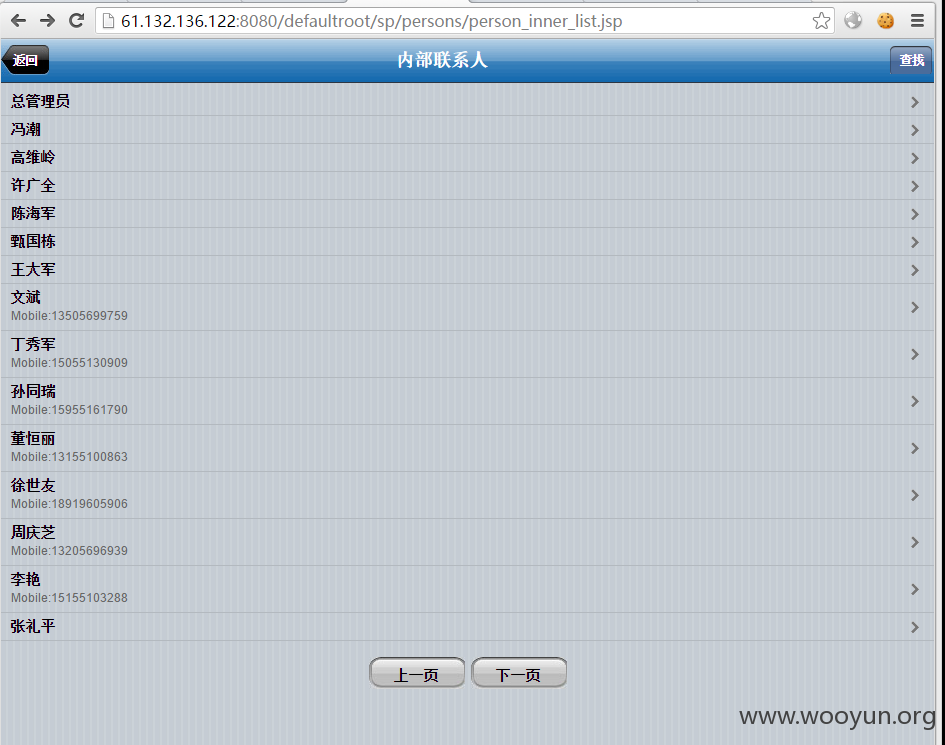 61.132.136.122:8080/defaultroot/sp/persons/person_inner_list.jsp
返回 内部联系人 查找
总管理员
冯潮
高维岭
许广全
陈海军
甄国栋
王大军
文斌
Mobile:13505699759
丁秀军
Mobile:15055130909
孙同瑞
Mobile:15955161790
董恒丽
Mobile:13155100863
徐世友
Mobile:18919605906
周庆芝
Mobile:13205696939
李艳
Mobile:15155103288
张礼平
上一页 下一页
www.wooyun.org